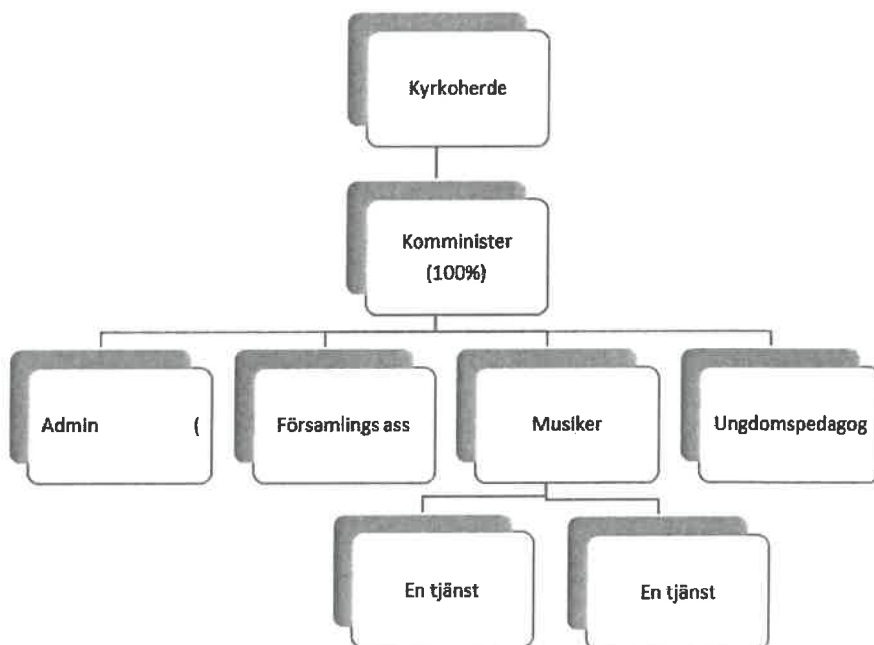 Kyrkoherde
Komminister
(100%)
Admin (
Församlings ass
Musiker
Ungdomspedagog
En tjänst
En tjänst